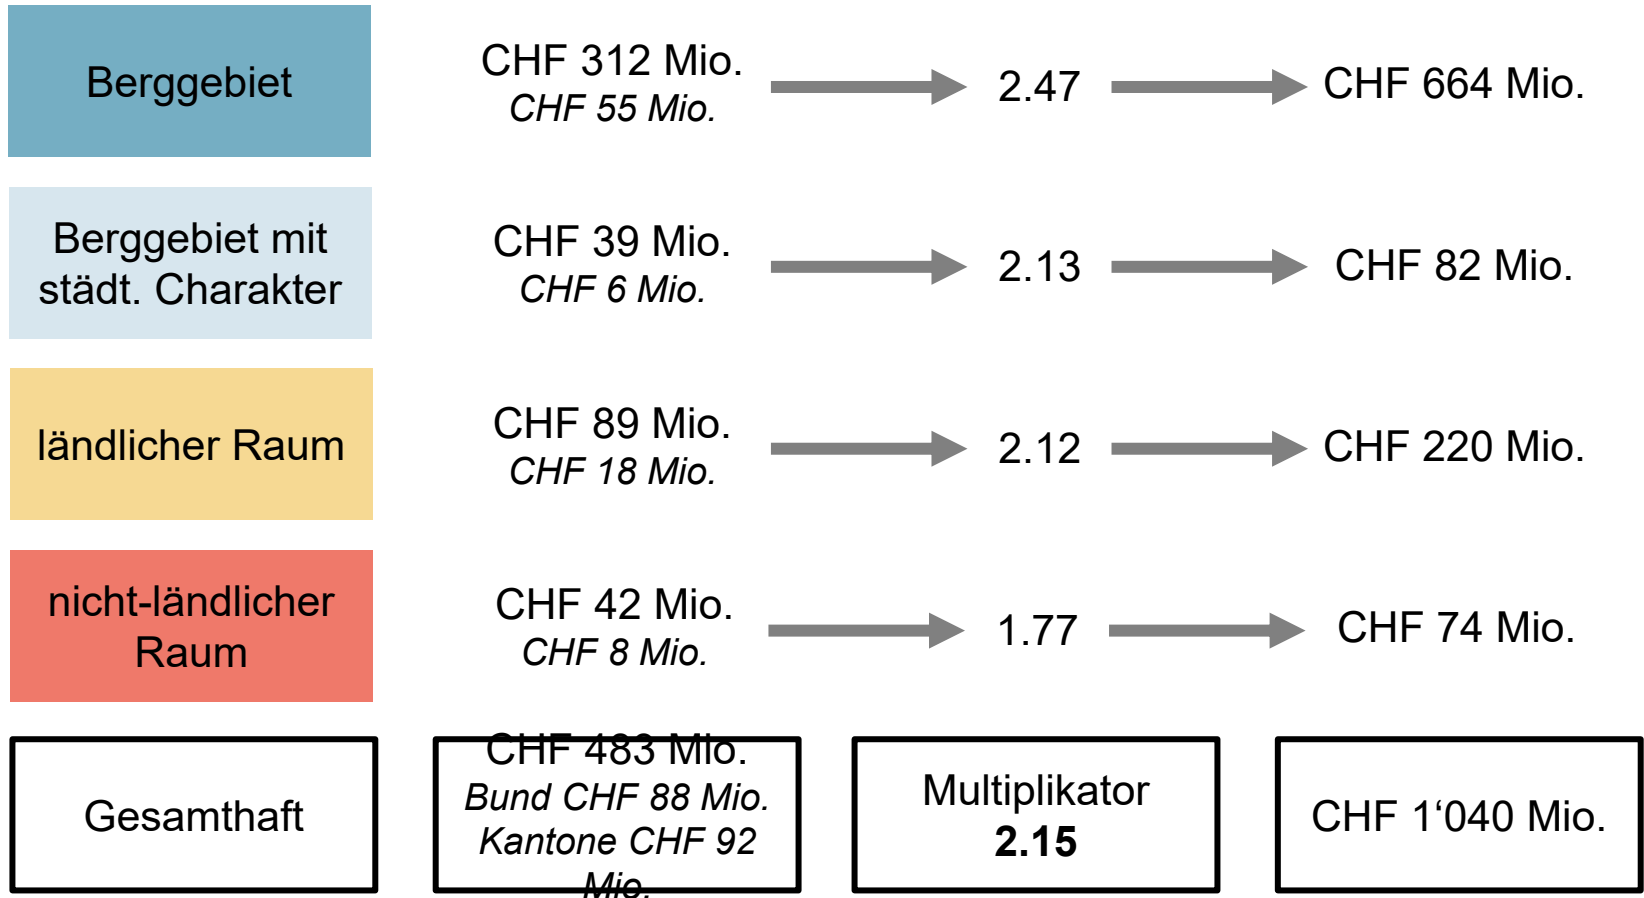 Berggebiet
CHF 312 Mio.
CHF 55 Mio.
2.47
CHF 664 Mio.
Berggebiet mit
städt. Charakter
CHF 39 Mio.
CHF 6 Mio.
2.13
CHF 82 Mio.
ländlicher Raum
CHF 89 Mio.
CHF 18 Mio.
2.12
CHF 220 Mio.
nicht-ländlicher
Raum
CHF 42 Mio.
CHF 8 Mio.
1.77
CHF 74 Mio.
Gesamthaft
CHF 483 Mio.
Bund CHF 88 Mio.
Kantone CHF 92
Mio.
Multiplikator
2.15
CHF 1‘040 Mio.